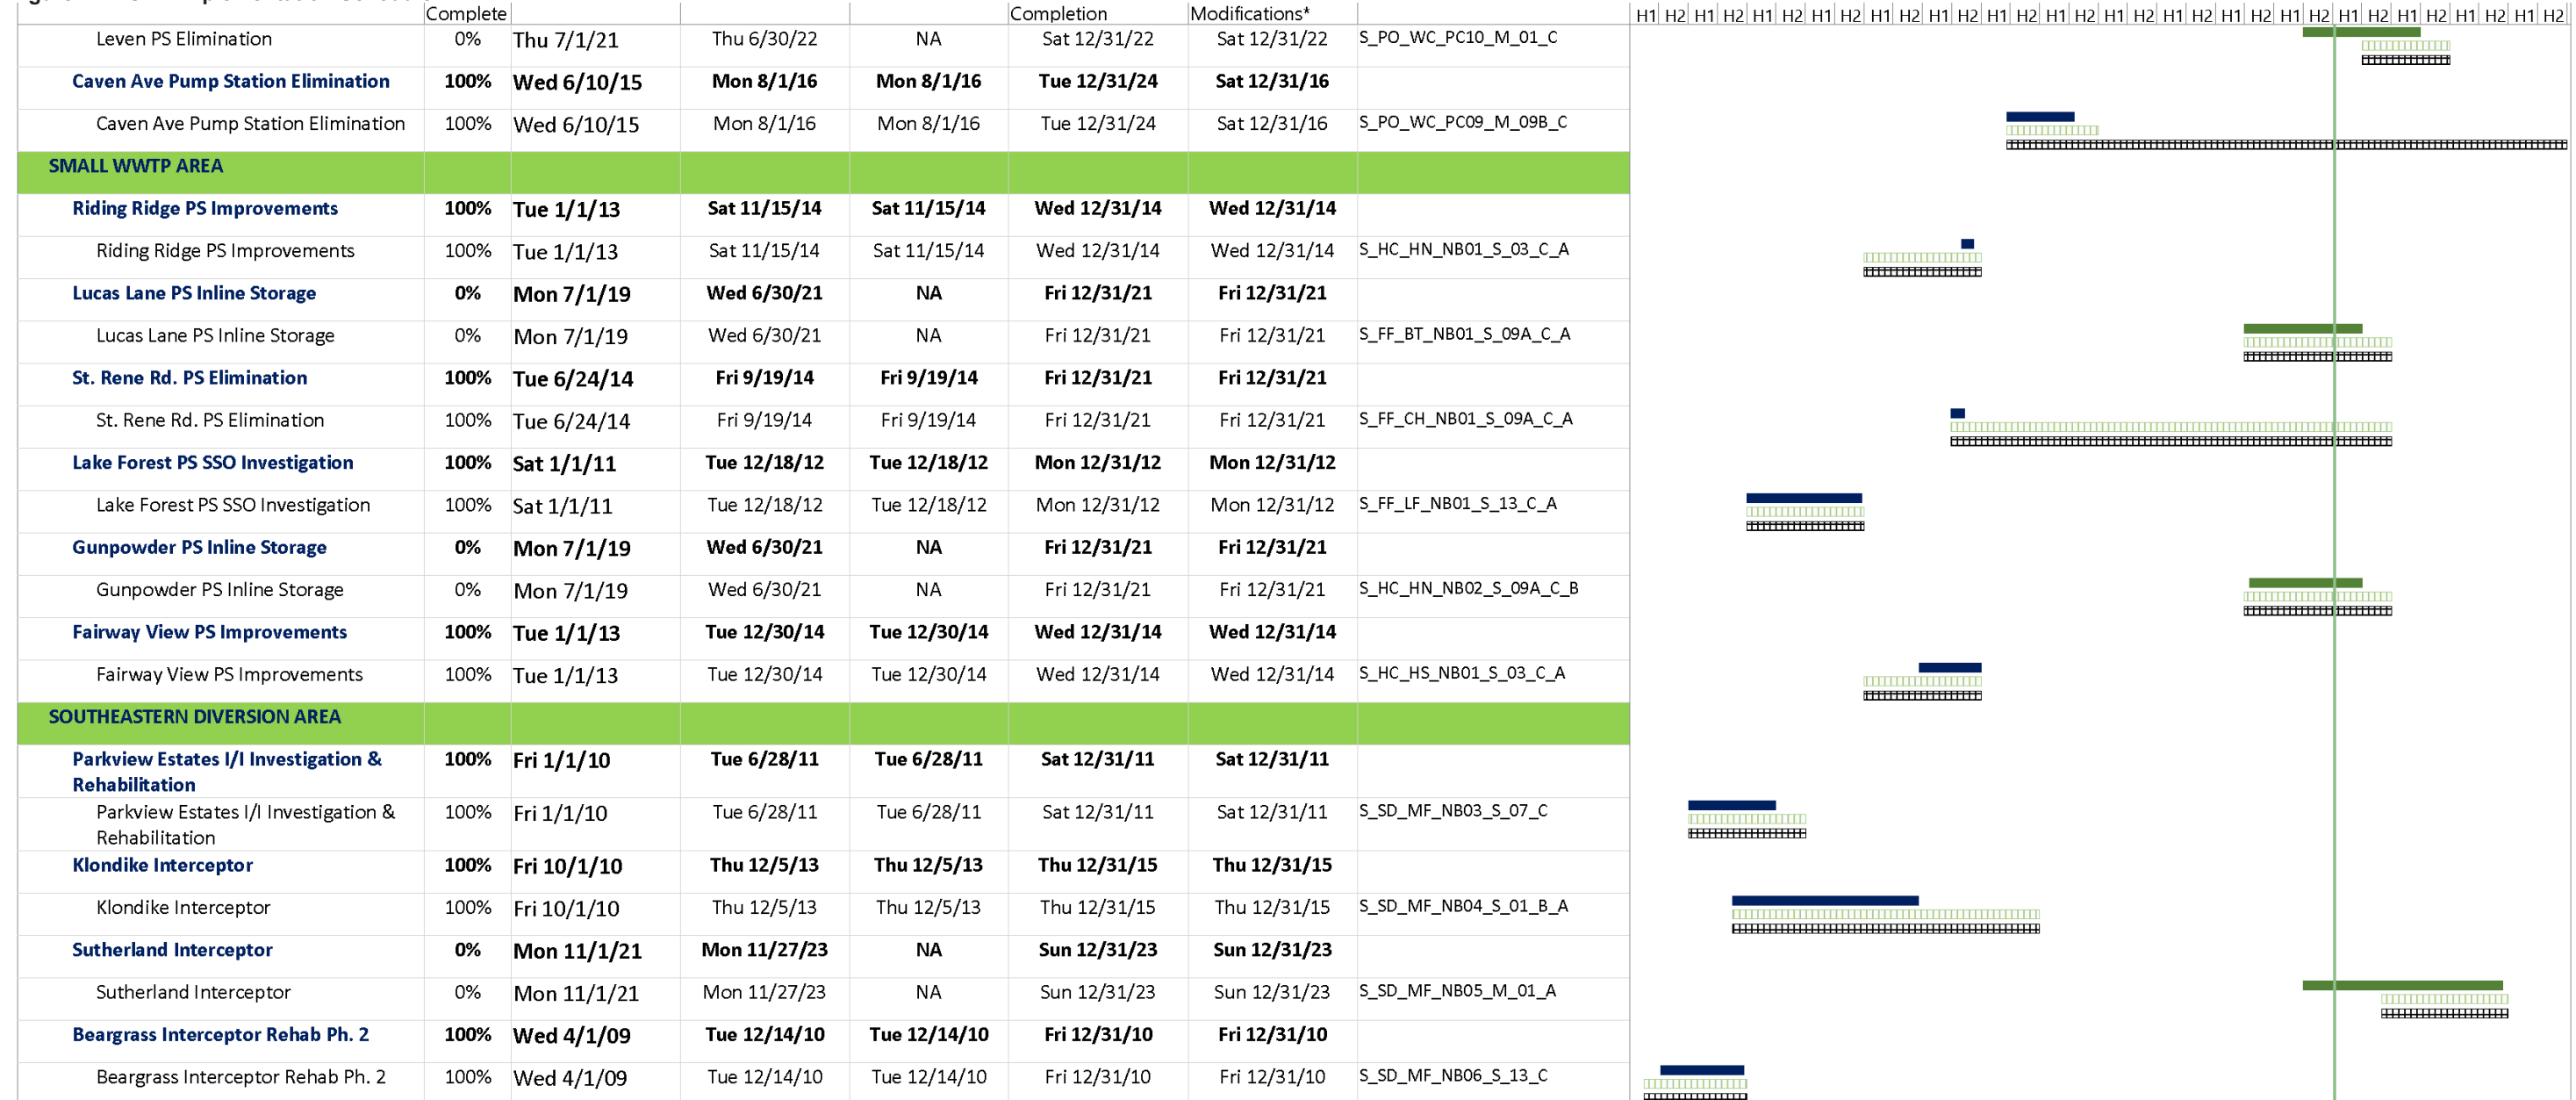 Complete Completion Modifications* H1 H2 H1 H2 H1 H2 H1 H2 H1 H2 H1 H2 H1 H2 H1 H2 H1 H2 H1 H2 H1 H2 H1 H2 H1 H2 H1 H2 H1 H2 H1 H2
Leven PS Elimination 0% Thu 7/1/21 Thu 6/30/22 NA Sat 12/31/22 Sat 12/31/22 S_PO_WC_PC10_M_01_C
Caven Ave Pump Station Elimination 100% Wed 6/10/15 Mon 8/1/16 Mon 8/1/16 Tue 12/31/24 Sat 12/31/16
Caven Ave Pump Station Elimination 100% Wed 6/10/15 Mon 8/1/16 Mon 8/1/16 Tue 12/31/24 Sat 12/31/16 S_PO_WC_PC09_M_09B_C
SMALL WWTP AREA
Riding Ridge PS Improvements 100% Tue 1/1/13 Sat 11/15/14 Sat 11/15/14 Wed 12/31/14 Wed 12/31/14
Riding Ridge PS Improvements 100% Tue 1/1/13 Sat 11/15/14 Sat 11/15/14 Wed 12/31/14 Wed 12/31/14 S_HC_HN_NB01_S_03_C_A
Lucas Lane PS Inline Storage 0% Mon 7/1/19 Wed 6/30/21 NA Fri 12/31/21 Fri 12/31/21
Lucas Lane PS Inline Storage 0% Mon 7/1/19 Wed 6/30/21 NA Fri 12/31/21 Fri 12/31/21 S_FF_BT_NB01_S_09A_C_A
St. Rene Rd. PS Elimination 100% Tue 6/24/14 Fri 9/19/14 Fri 9/19/14 Fri 12/31/21 Fri 12/31/21
St. Rene Rd. PS Elimination 100% Tue 6/24/14 Fri 9/19/14 Fri 9/19/14 Fri 12/31/21 Fri 12/31/21 S_FF_CH_NB01_S_09A_C_A
Lake Forest PS SSO Investigation 100% Sat 1/1/11 Tue 12/18/12 Tue 12/18/12 Mon 12/31/12 Mon 12/31/12
Lake Forest PS SSO Investigation 100% Sat 1/1/11 Tue 12/18/12 Tue 12/18/12 Mon 12/31/12 Mon 12/31/12 S_FF_LF_NB01_S_13_C_A
Gunpowder PS Inline Storage 0% Mon 7/1/19 Wed 6/30/21 NA Fri 12/31/21 Fri 12/31/21
Gunpowder PS Inline Storage 0% Mon 7/1/19 Wed 6/30/21 NA Fri 12/31/21 Fri 12/31/21 S_HC_HN_NB02_S_09A_C_B
Fairway View PS Improvements 100% Tue 1/1/13 Tue 12/30/14 Tue 12/30/14 Wed 12/31/14 Wed 12/31/14
Fairway View PS Improvements 100% Tue 1/1/13 Tue 12/30/14 Tue 12/30/14 Wed 12/31/14 Wed 12/31/14 S_HC_HS_NB01_S_03_C_A
SOUTHEASTERN DIVERSION AREA
Parkview Estates I/I Investigation & 100% Fri 1/1/10 Tue 6/28/11 Tue 6/28/11 Sat 12/31/11 Sat 12/31/11
Rehabilitation
Parkview Estates I/I Investigation & 100% Fri 1/1/10 Tue 6/28/11 Tue 6/28/11 Sat 12/31/11 Sat 12/31/11 S_SD_MF_NB03_S_07_C
Rehabilitation
Klondike Interceptor 100% Fri 10/1/10 Thu 12/5/13 Thu 12/5/13 Thu 12/31/15 Thu 12/31/15
Klondike Interceptor 100% Fri 10/1/10 Thu 12/5/13 Thu 12/5/13 Thu 12/31/15 Thu 12/31/15 S_SD_MF_NB04_S_01_B_A
Sutherland Interceptor 0% Mon 11/1/21 Mon 11/27/23 NA Sun 12/31/23 Sun 12/31/23
Sutherland Interceptor 0% Mon 11/1/21 Mon 11/27/23 NA Sun 12/31/23 Sun 12/31/23 S_SD_MF_NB05_M_01_A
Beargrass Interceptor Rehab Ph. 2 100% Wed 4/1/09 Tue 12/14/10 Tue 12/14/10 Fri 12/31/10 Fri 12/31/10
Beargrass Interceptor Rehab Ph. 2 100% Wed 4/1/09 Tue 12/14/10 Tue 12/14/10 Fri 12/31/10 Fri 12/31/10 S_SD_MF_NB06_S_13_C